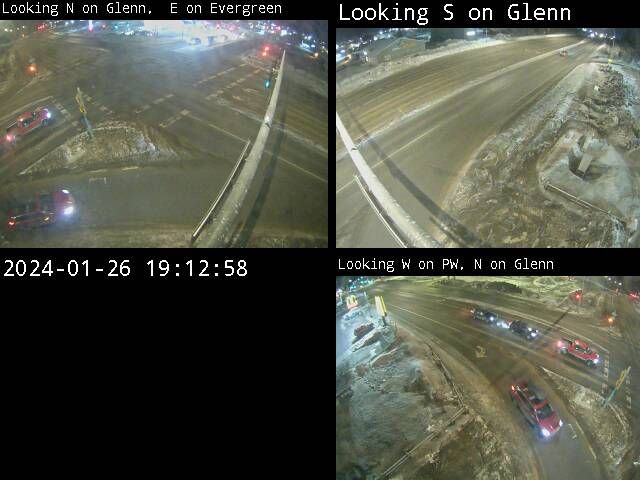 Looking N on Glenn,  E on Evergreen
Looking S on Glenn
2024-01-26 19:12:58
Looking W on PW, N on Glenn